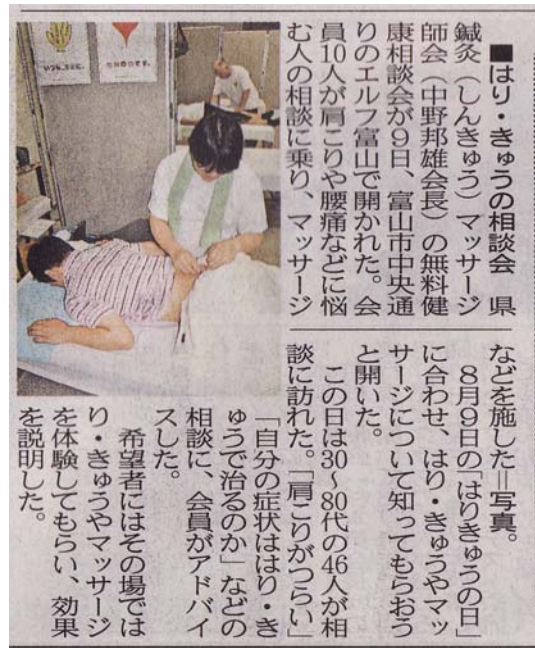 ■はり・きゅうの相談会　県
鍼灸（しんきゅう）マッサージ
師会（中野邦雄会長）の無料健
康相談会が9日、富山市中央通
りのエルフ富山で開かれた。会
員10人が肩こりや腰痛などに悩
む人の相談に乗り、マッサージ
などを施した＝写真。
8月9日の「はりきゅうの日」
に合わせ、はり・きゅうやマッ
サージについて知ってもらおう
と開いた。
この日は30〜80代の46人が相
談に訪れた。「肩こりがつらい」
「自分の症状ははり・き
ゅうで治るのか」などの
相談に、会員がアドバイ
スした。
希望者にはその場では
り・きゅうやマッサージ
を体験してもらい、効果
を説明した。